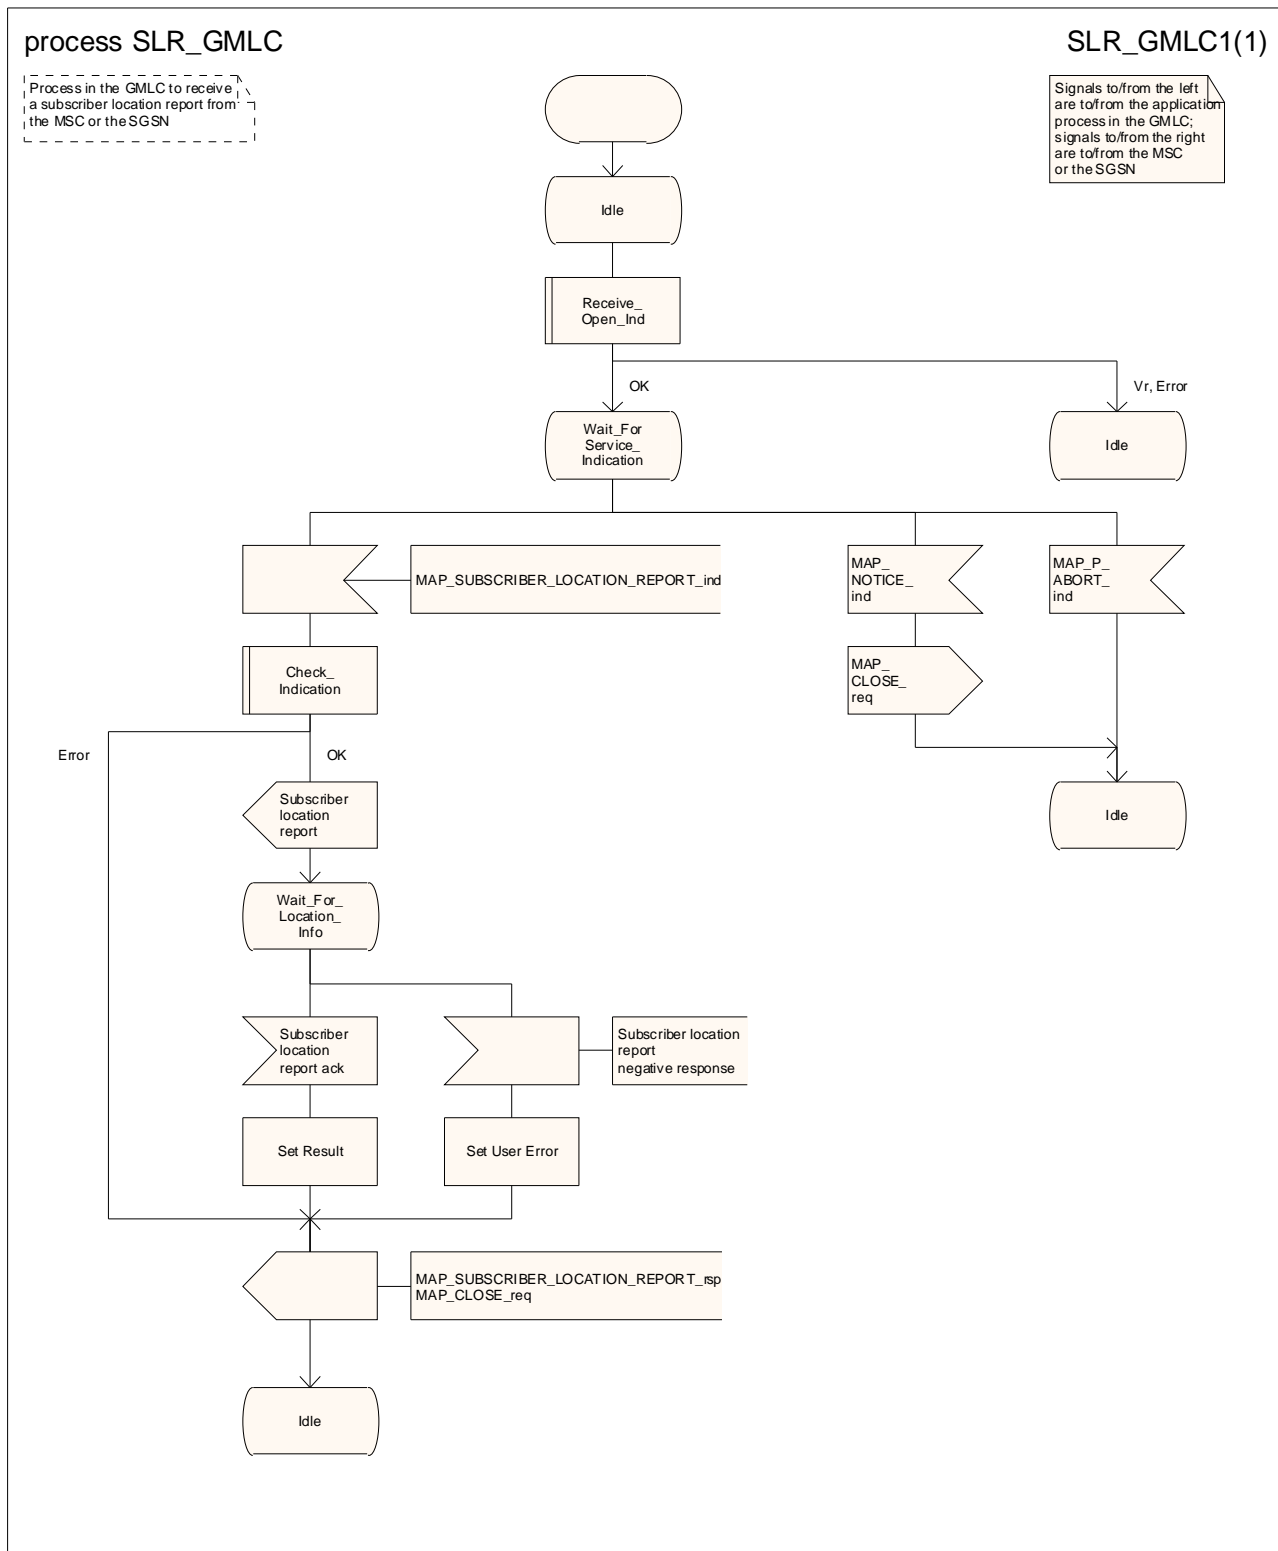 process SLR_GMLC
SLR_GMLC1(1)
Process in the GMLC to receive
a subscriber location report from
the MSC or the SGSN
Signals to/from the left
are to/from the application
process in the GMLC;
signals to/from the right
are to/from the MSC
or the SGSN
Idle
Receive_
Open_Ind
OK
Vr, Error
Wait_For
Service_
Indication
Idle
MAP_SUBSCRIBER_LOCATION_REPORT_ind
MAP_
NOTICE_
ind
MAP_P_
ABORT_
ind
Check_
Indication
MAP_
CLOSE_
req
Error
OK
Subscriber
location
report
Idle
Wait_For_
Location_
Info
Subscriber
location
report ack
Subscriber location
report
negative response
Set Result
Set User Error
MAP_SUBSCRIBER_LOCATION_REPORT_rsp
MAP_CLOSE_req
Idle